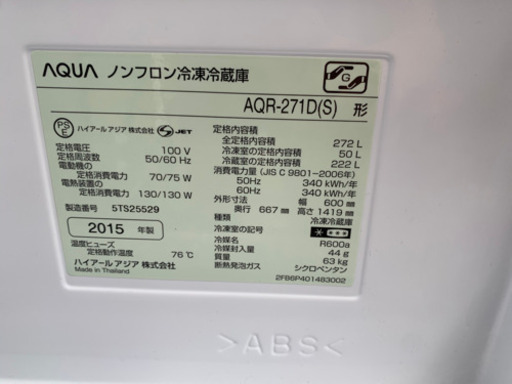 AQUA ノンフロン冷凍冷蔵庫
G
AQR-271D(S) 形
PS E ハイアール アジア 株式会社 S JET
定格電圧 100 V
定格周波数 50/60 Hz
電動機の
定格消費電力 70/75 W
電熱装置の
定格消費電力 130/130 W
製造番号 5TS25529
2015 年製
温度ヒューズ
定格動作温度 76℃
ハイアール アジア 株式会社
Made in Thailand
定格内容積
全定格内容積 272 L
冷凍室の定格内容積 50 L
冷蔵室の定格内容積 222 L
消費電力量 (JIS C 9801-2006年)
50Hz 340 kWh/年
60Hz 340 kWh/年
外形寸法 幅 600 mm
奥行 667 mm 高さ 1419 mm
種類 冷凍冷蔵庫
冷凍室の記号
冷媒名 R600a
冷媒封入量 44 g
質量 63 kg
断熱発泡ガス シクロペンタン
2FB6P401483002
>ABS<